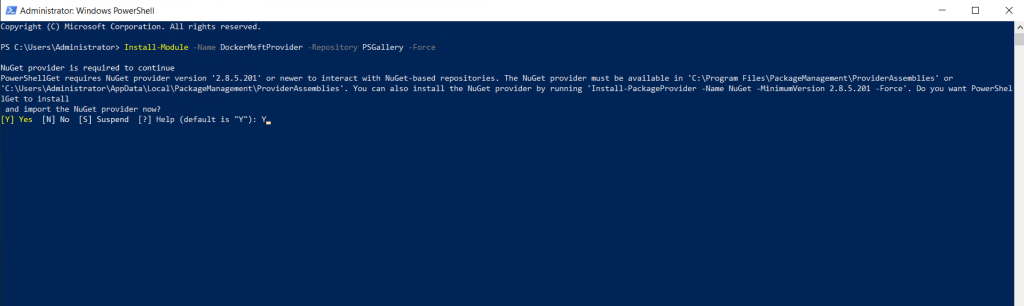 Administrator: Windows PowerShell
Copyright (C) Microsoft Corporation. All rights reserved.
PS C:\Users\Administrator> Install-Module -Name DockerMsftProvider -Repository PSGallery -Force
NuGet provider is required to continue
PowerShellGet requires NuGet provider version '2.8.5.201' or newer to interact with NuGet-based repositories. The NuGet provider must be available in 'C:\Program Files\PackageManagement\ProviderAssemblies' or
'C:\Users\Administrator\AppData\Local\PackageManagement\ProviderAssemblies'. You can also install the NuGet provider by running 'Install-PackageProvider -Name NuGet -MinimumVersion 2.8.5.201 -Force'. Do you want PowerShel
lGet to install
 and import the NuGet provider now?
[Y] Yes  [N] No  [S] Suspend  [?] Help (default is "Y"): Y